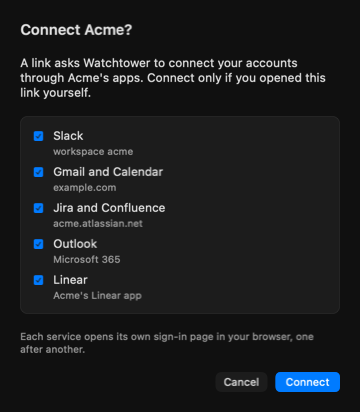 Connect Acme?
A link asks Watchtower to connect your accounts
through Acme's apps. Connect only if you opened this
link yourself.
Slack
workspace acme
Gmail and Calendar
example.com
Jira and Confluence
acme.atlassian.net
Outlook
Microsoft 365
Linear
Acme's Linear app
Each service opens its own sign-in page in your browser, one
after another.
Cancel
Connect